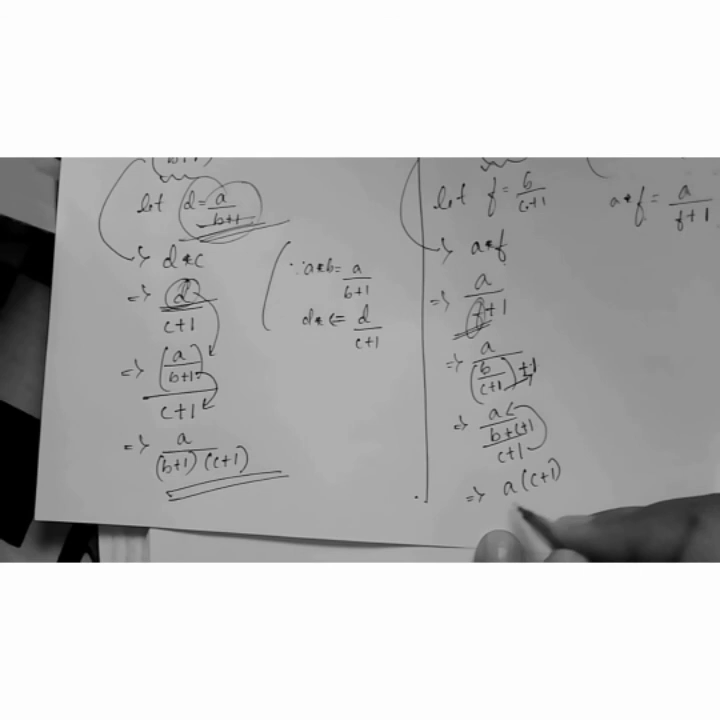 let d = a/(b+1)
=> d*c
=> d/(c+1)
=> (a/(b+1))/(c+1)
=> a/((b+1)(c+1))
∵ a*b = a/(b+1)
d*c = d/(c+1)
let f = b/(c+1)
=> a*f
=> a/(f+1)
=> a/((b/(c+1))+1)
=> a/((b+c+1)/(c+1))
=> a(c+1)
a*f = a/(f+1)